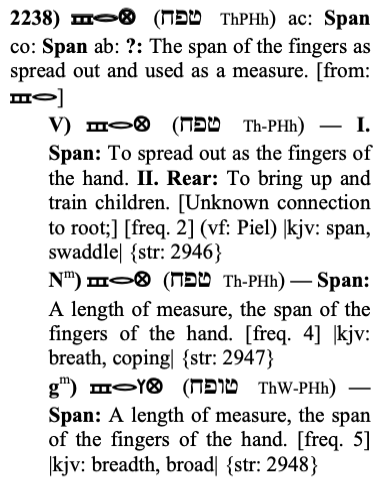 2238) (טפח ThPHh) ac: Span
co: Span ab: ?: The span of the fingers as
spread out and used as a measure. [from:
]
V) (טפח Th-PHh) — I.
Span: To spread out as the fingers of
the hand. II. Rear: To bring up and
train children. [Unknown connection
to root;] [freq. 2] (vf: Piel) |kjv: span,
swaddle| {str: 2946}
Nᵐ) (טפח Th-PHh) — Span:
A length of measure, the span of the
fingers of the hand. [freq. 4] |kjv:
breath, coping| {str: 2947}
gᵐ) (טופח ThW-PHh) —
Span: A length of measure, the span
of the fingers of the hand. [freq. 5]
|kjv: breadth, broad| {str: 2948}